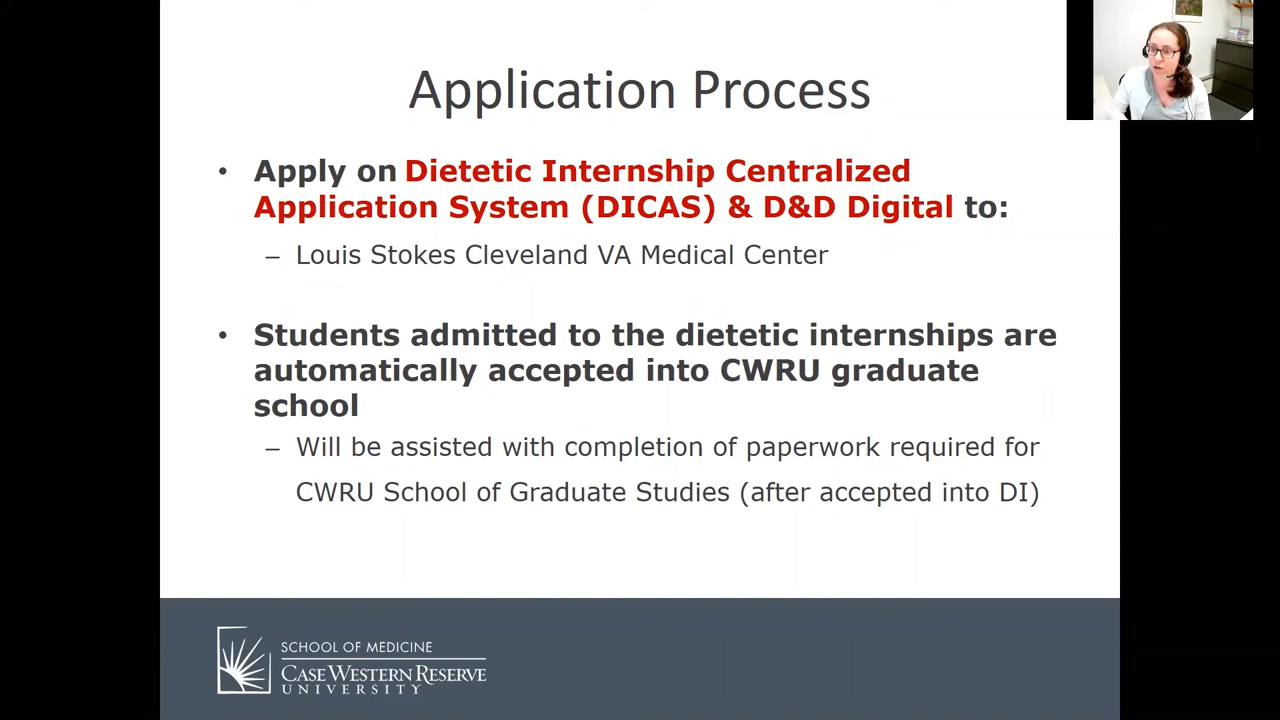 Application Process
• Apply on Dietetic Internship Centralized
Application System (DICAS) & D&D Digital to:
– Louis Stokes Cleveland VA Medical Center
• Students admitted to the dietetic internships are
automatically accepted into CWRU graduate
school
– Will be assisted with completion of paperwork required for
CWRU School of Graduate Studies (after accepted into DI)
SCHOOL OF MEDICINE
CASE WESTERN RESERVE
UNIVERSITY